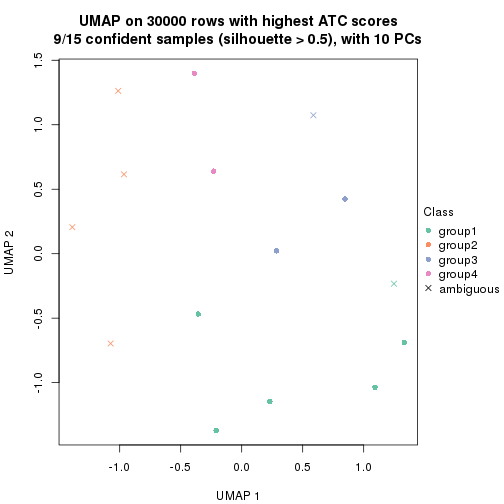 UMAP on 30000 rows with highest ATC scores
9/15 confident samples (silhouette > 0.5), with 10 PCs
1.5
1.0
0.5
0.0
-0.5
-1.0
UMAP 2
-1.0
-0.5
0.0
0.5
1.0
UMAP 1
Class
group1
group2
group3
group4
ambiguous